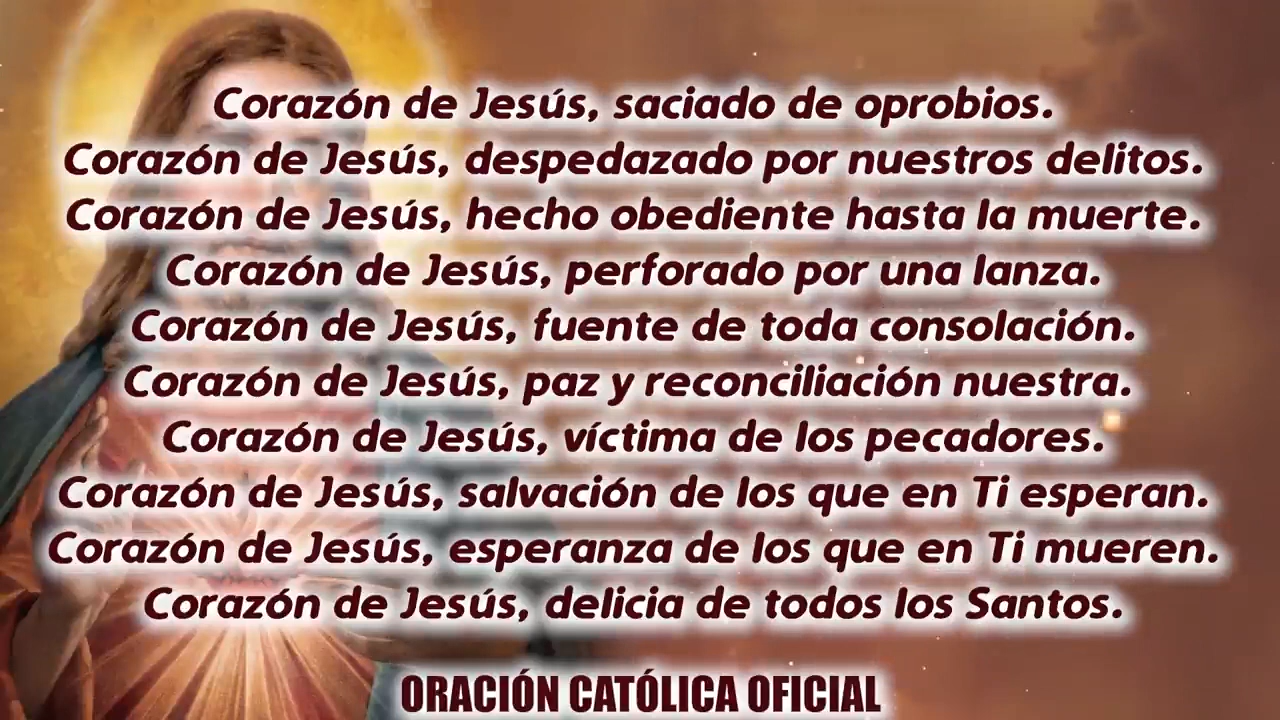 Corazón de Jesús, saciado de oprobios.
Corazón de Jesús, despedazado por nuestros delitos.
Corazón de Jesús, hecho obediente hasta la muerte.
Corazón de Jesús, perforado por una lanza.
Corazón de Jesús, fuente de toda consolación.
Corazón de Jesús, paz y reconciliación nuestra.
Corazón de Jesús, víctima de los pecadores.
Corazón de Jesús, salvación de los que en Ti esperan.
Corazón de Jesús, esperanza de los que en Ti mueren.
Corazón de Jesús, delicia de todos los Santos.
ORACIÓN CATÓLICA OFICIAL